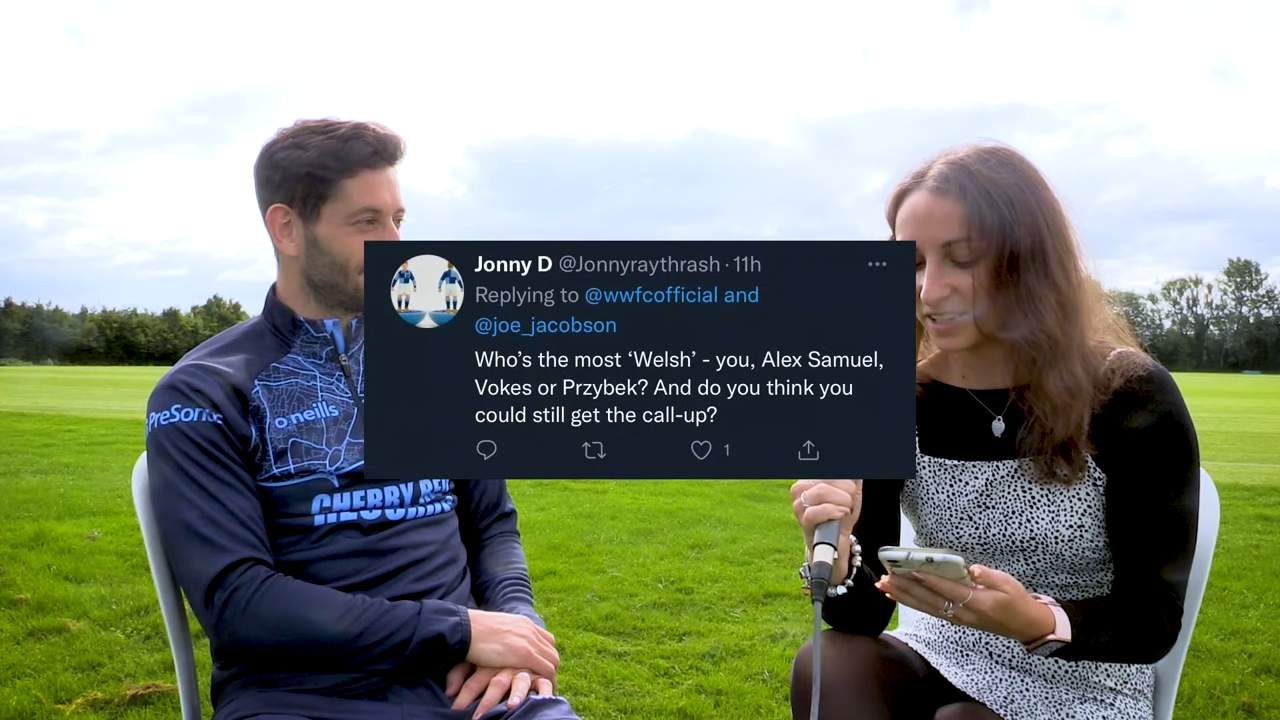 Jonny D @Jonnyraythrash · 11h
Replying to @wwfcofficial and
@joe_jacobson
Who’s the most ‘Welsh’ - you, Alex Samuel,
Vokes or Przybek? And do you think you
could still get the call-up?
1
PreSonus
o'neills
CHERRY RED